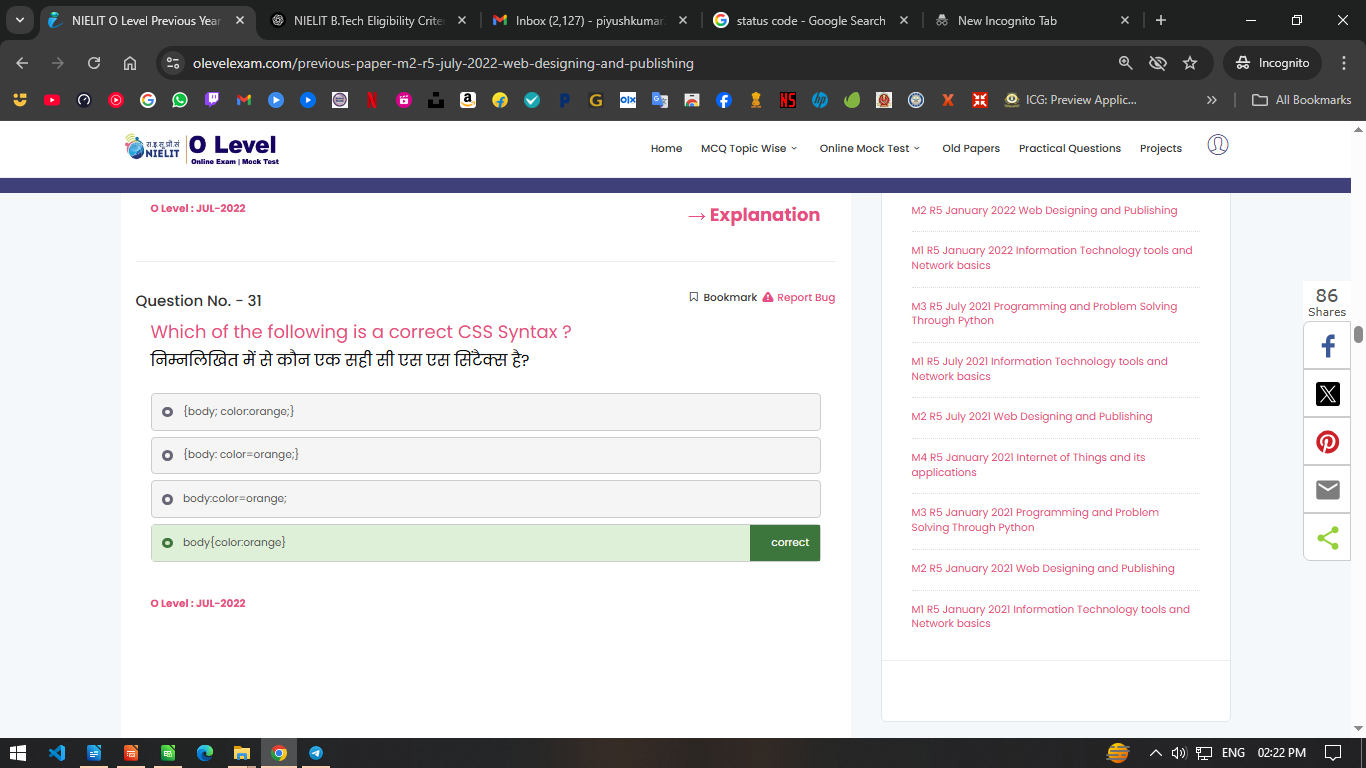 NIELIT O Level Previous Year
NIELIT B.Tech Eligibility Criter
Inbox (2,127) - piyushkumar
status code - Google Search
New Incognito Tab
olevelexam.com/previous-paper-m2-r5-july-2022-web-designing-and-publishing
Incognito
ICG: Preview Applic...
All Bookmarks
रा.इ.सू.प्रौ.सं
NIELIT
O Level
Online Exam | Mock Test
Home
MCQ Topic Wise
Online Mock Test
Old Papers
Practical Questions
Projects
O Level : JUL-2022
→ Explanation
Question No. - 31
Bookmark
Report Bug
Which of the following is a correct CSS Syntax ?
निम्नलिखित में से कौन एक सही सी एस एस सिंटैक्स है?
{body; color:orange;}
{body: color=orange;}
body:color=orange;
body{color:orange}
correct
O Level : JUL-2022
M2 R5 January 2022 Web Designing and Publishing
M1 R5 January 2022 Information Technology tools and
Network basics
M3 R5 July 2021 Programming and Problem Solving
Through Python
M1 R5 July 2021 Information Technology tools and
Network basics
M2 R5 July 2021 Web Designing and Publishing
M4 R5 January 2021 Internet of Things and its
applications
M3 R5 January 2021 Programming and Problem
Solving Through Python
M2 R5 January 2021 Web Designing and Publishing
M1 R5 January 2021 Information Technology tools and
Network basics
86
Shares
ENG
02:22 PM